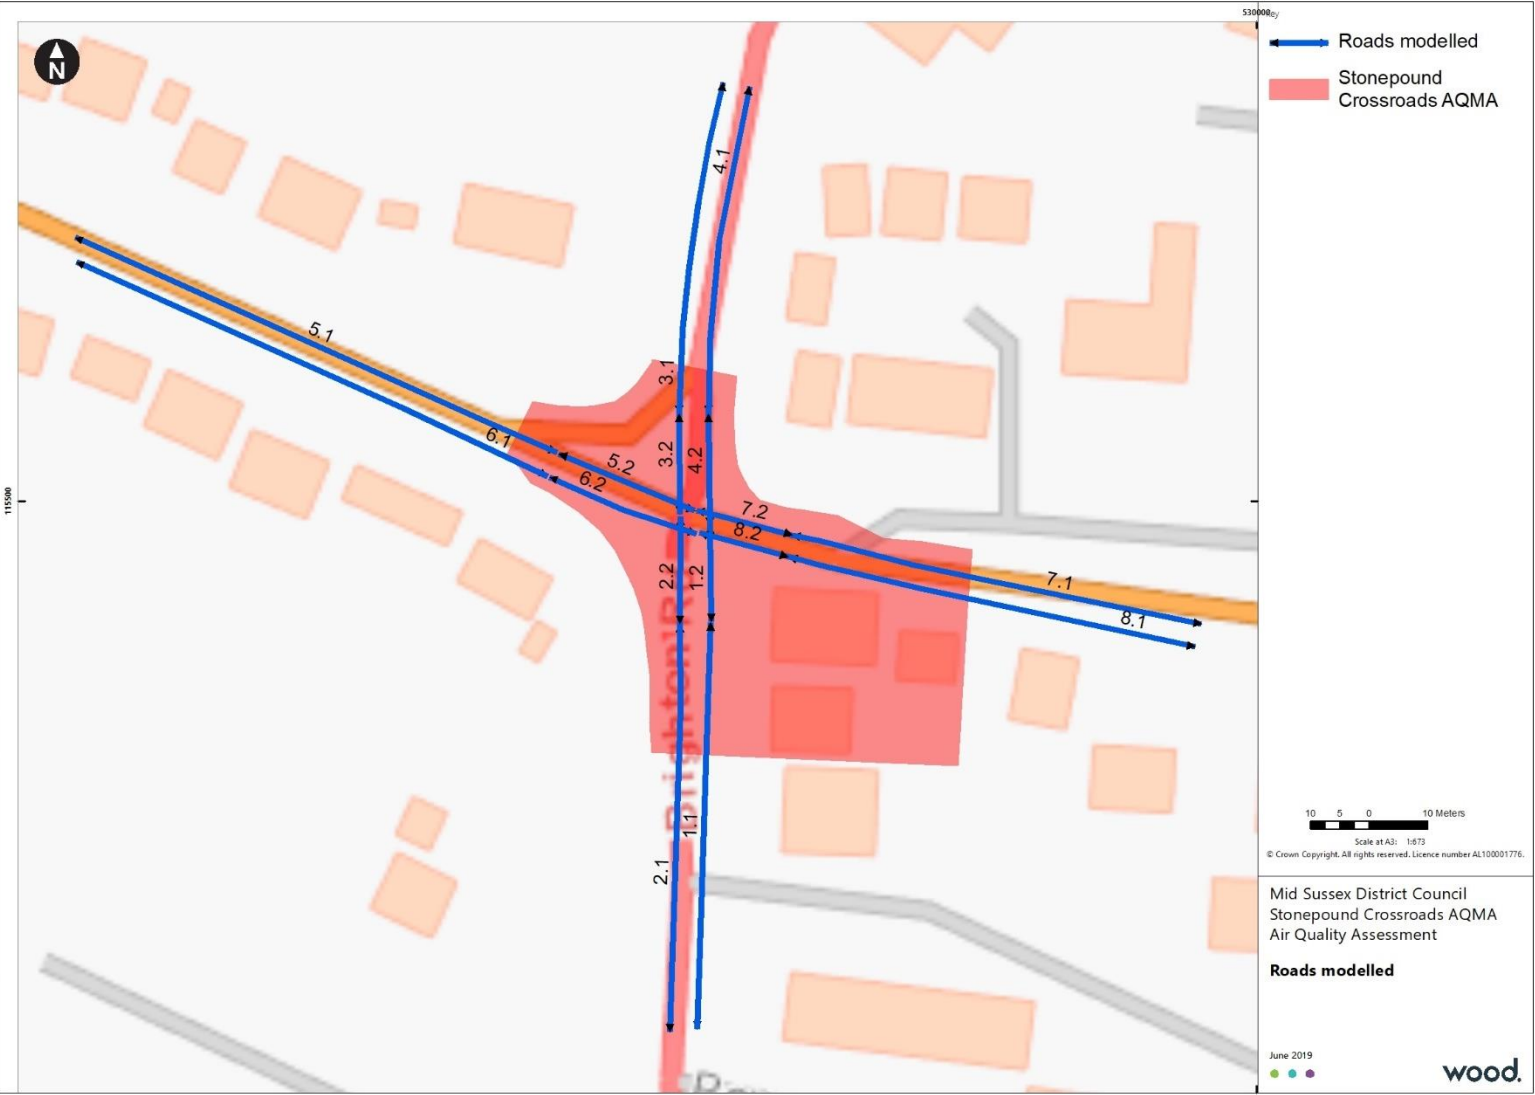 530000
Key
N
Roads modelled
Stonepound
Crossroads AQMA
4.1
5.1
3.1
6.1
5.2
3.2
4.2
6.2
115500
7.2
8.2
2.2
1.2
7.1
8.1
Brighton R
1.1
2.1
10 5 0 10 Meters
Scale at A3: 1:673
© Crown Copyright. All rights reserved. Licence number AL100001776.
Mid Sussex District Council
Stonepound Crossroads AQMA
Air Quality Assessment
Roads modelled
June 2019
wood.